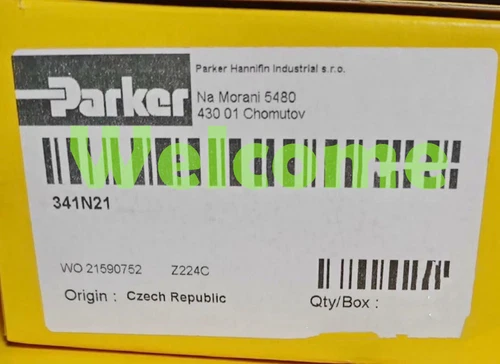 Parker Hannifin Industrial s.r.o.
Parker
Na Morani 5480
430 01 Chomutov
Welcome
341N21
WO 21590752 Z224C
Origin : Czech Republic
Qty/Box :